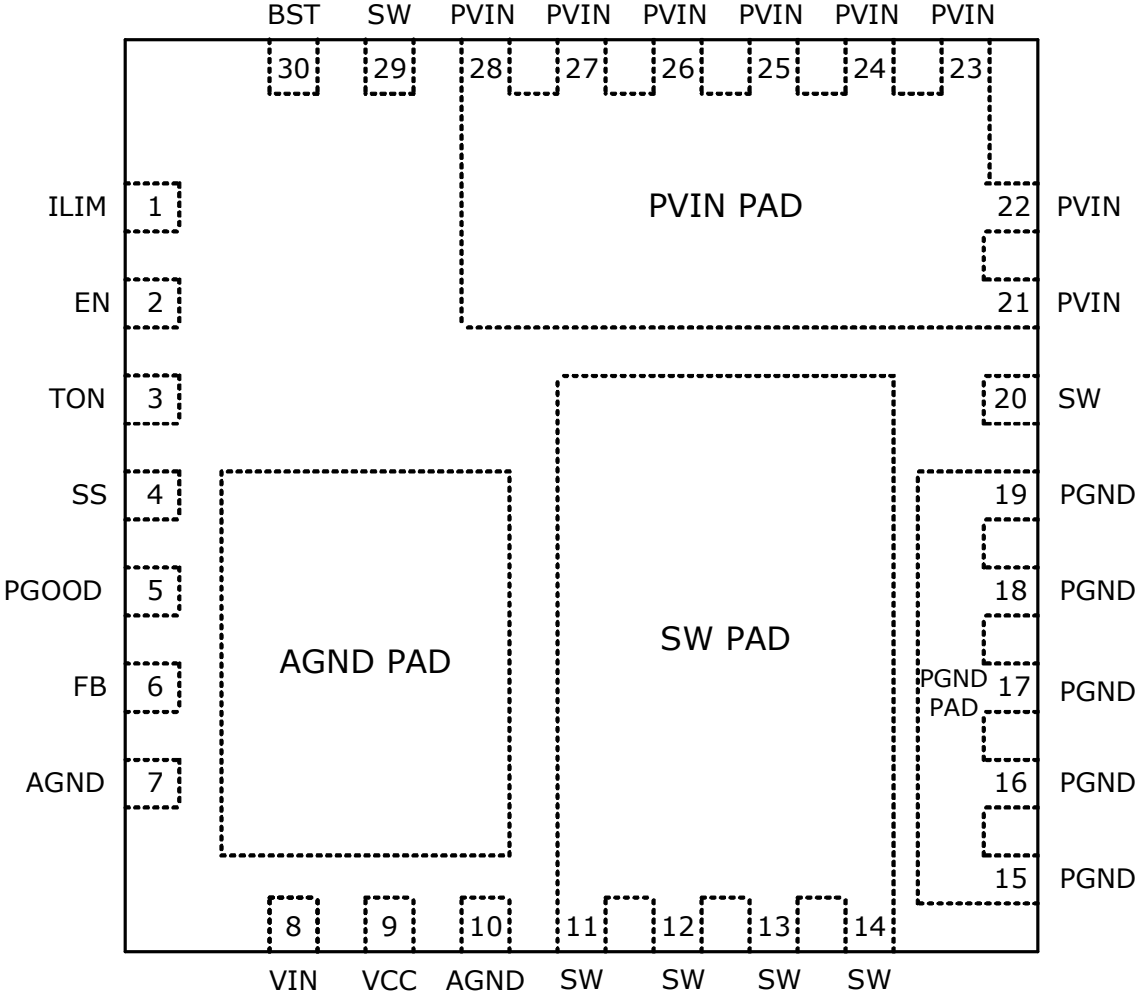 BST SW PVIN PVIN PVIN PVIN PVIN PVIN
30 29 28 27 26 25 24 23
ILIM 1 PVIN PAD 22 PVIN
EN 2 21 PVIN
TON 3 20 SW
SS 4 19 PGND
PGOOD 5 18 PGND
AGND PAD SW PAD
FB 6 PGND 17 PGND
PAD
AGND 7 16 PGND
15 PGND
8 9 10 11 12 13 14
VIN VCC AGND SW SW SW SW